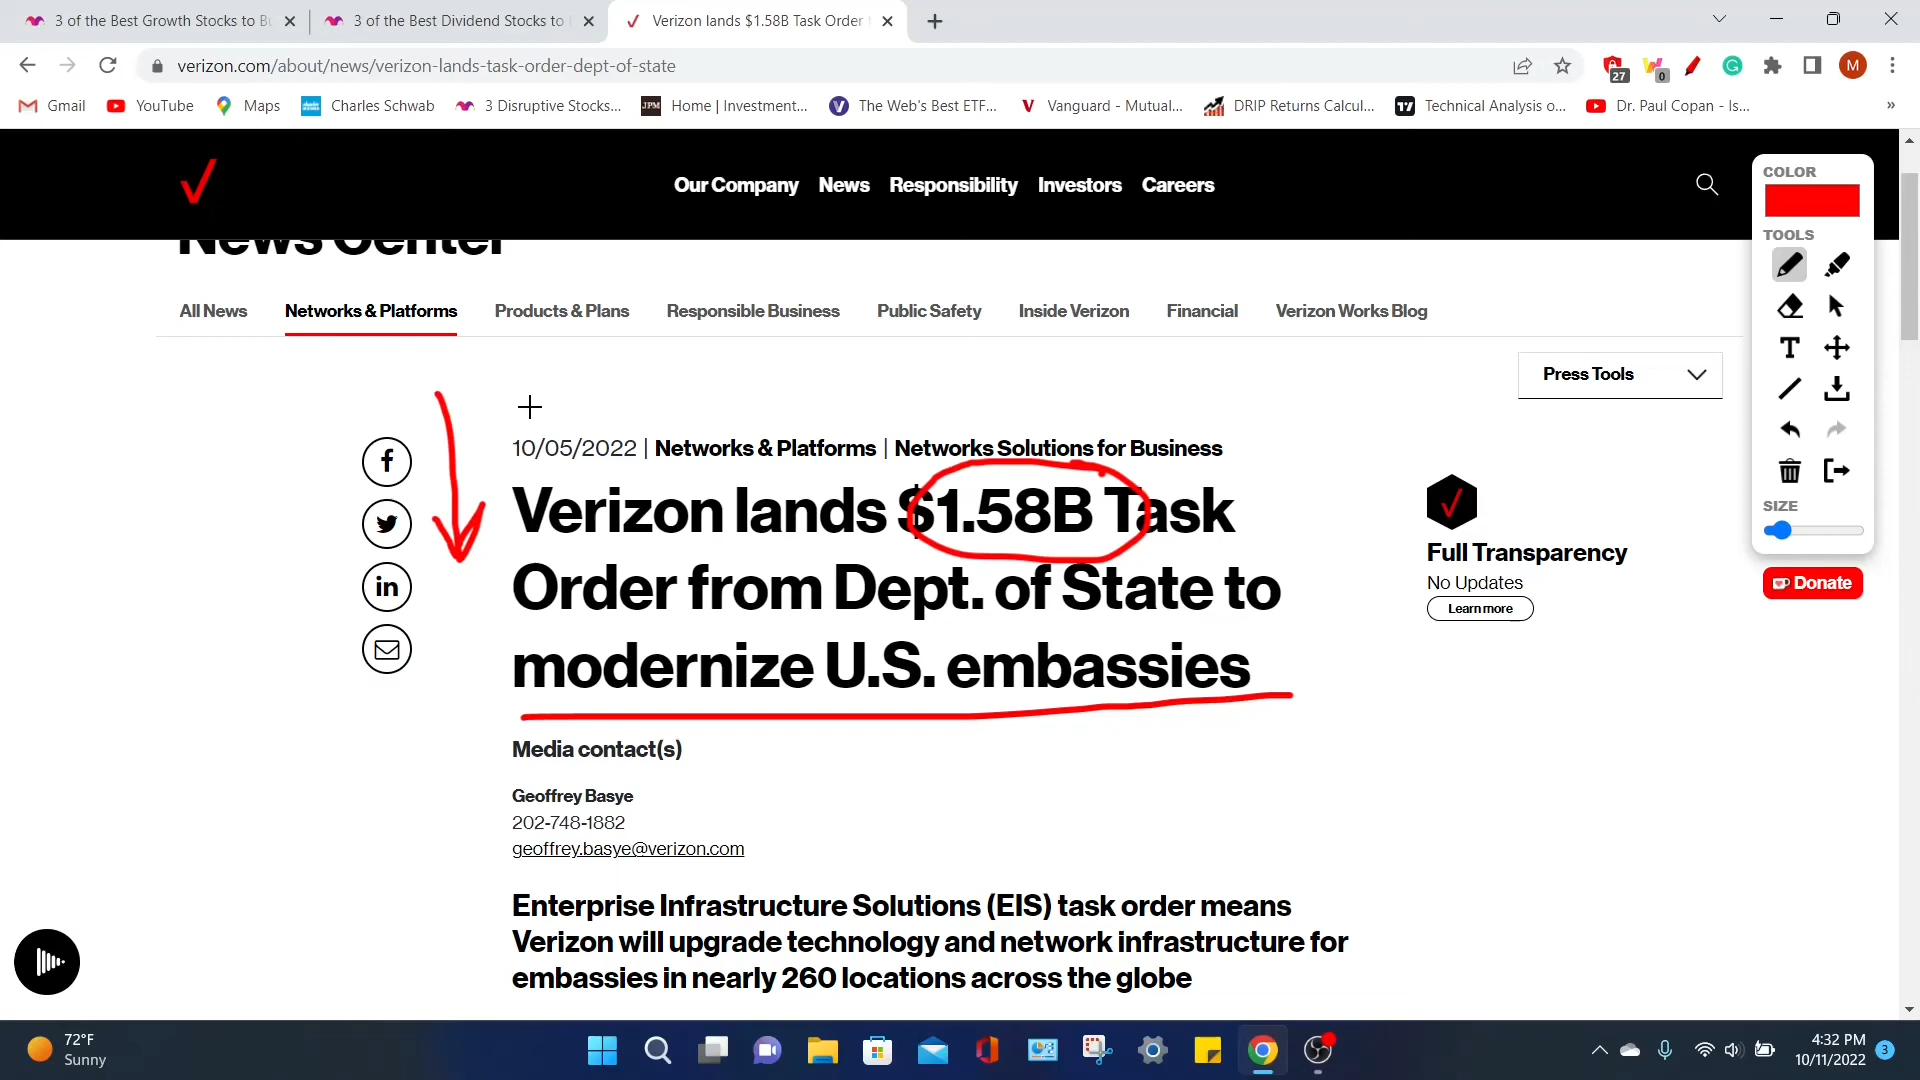 3 of the Best Growth Stocks to Bu
3 of the Best Dividend Stocks to
Verizon lands $1.58B Task Order
verizon.com/about/news/verizon-lands-task-order-dept-of-state
27
0
M
Gmail
YouTube
Maps
Charles Schwab
3 Disruptive Stocks...
JPM
Home | Investment...
The Web's Best ETF...
Vanguard - Mutual...
DRIP Returns Calcul...
Technical Analysis o...
Dr. Paul Copan - Is...
»
Our Company
News
Responsibility
Investors
Careers
News Center
All News
Networks & Platforms
Products & Plans
Responsible Business
Public Safety
Inside Verizon
Financial
Verizon Works Blog
Press Tools
10/05/2022 | Networks & Platforms | Networks Solutions for Business
Verizon lands $1.58B Task
Order from Dept. of State to
modernize U.S. embassies
Media contact(s)
Geoffrey Basye
202-748-1882
geoffrey.basye@verizon.com
Enterprise Infrastructure Solutions (EIS) task order means
Verizon will upgrade technology and network infrastructure for
embassies in nearly 260 locations across the globe
Full Transparency
No Updates
Learn more
COLOR
TOOLS
T
SIZE
Donate
72°F
Sunny
4:32 PM
10/11/2022
3